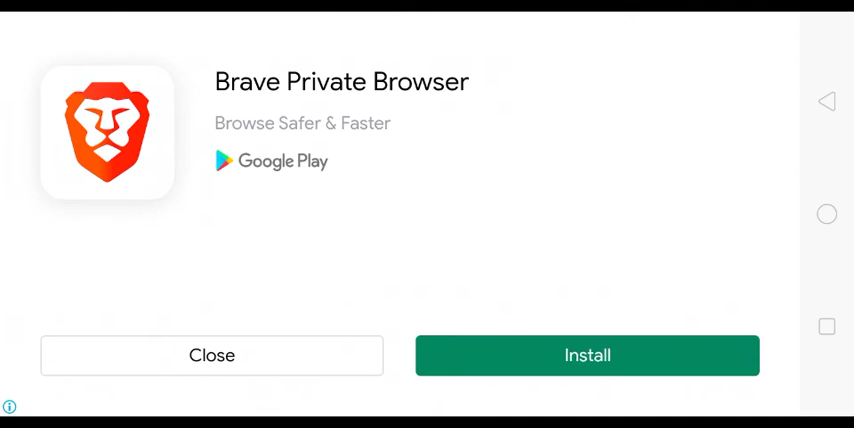 Brave Private Browser
Browse Safer & Faster
Google Play
Close
Install